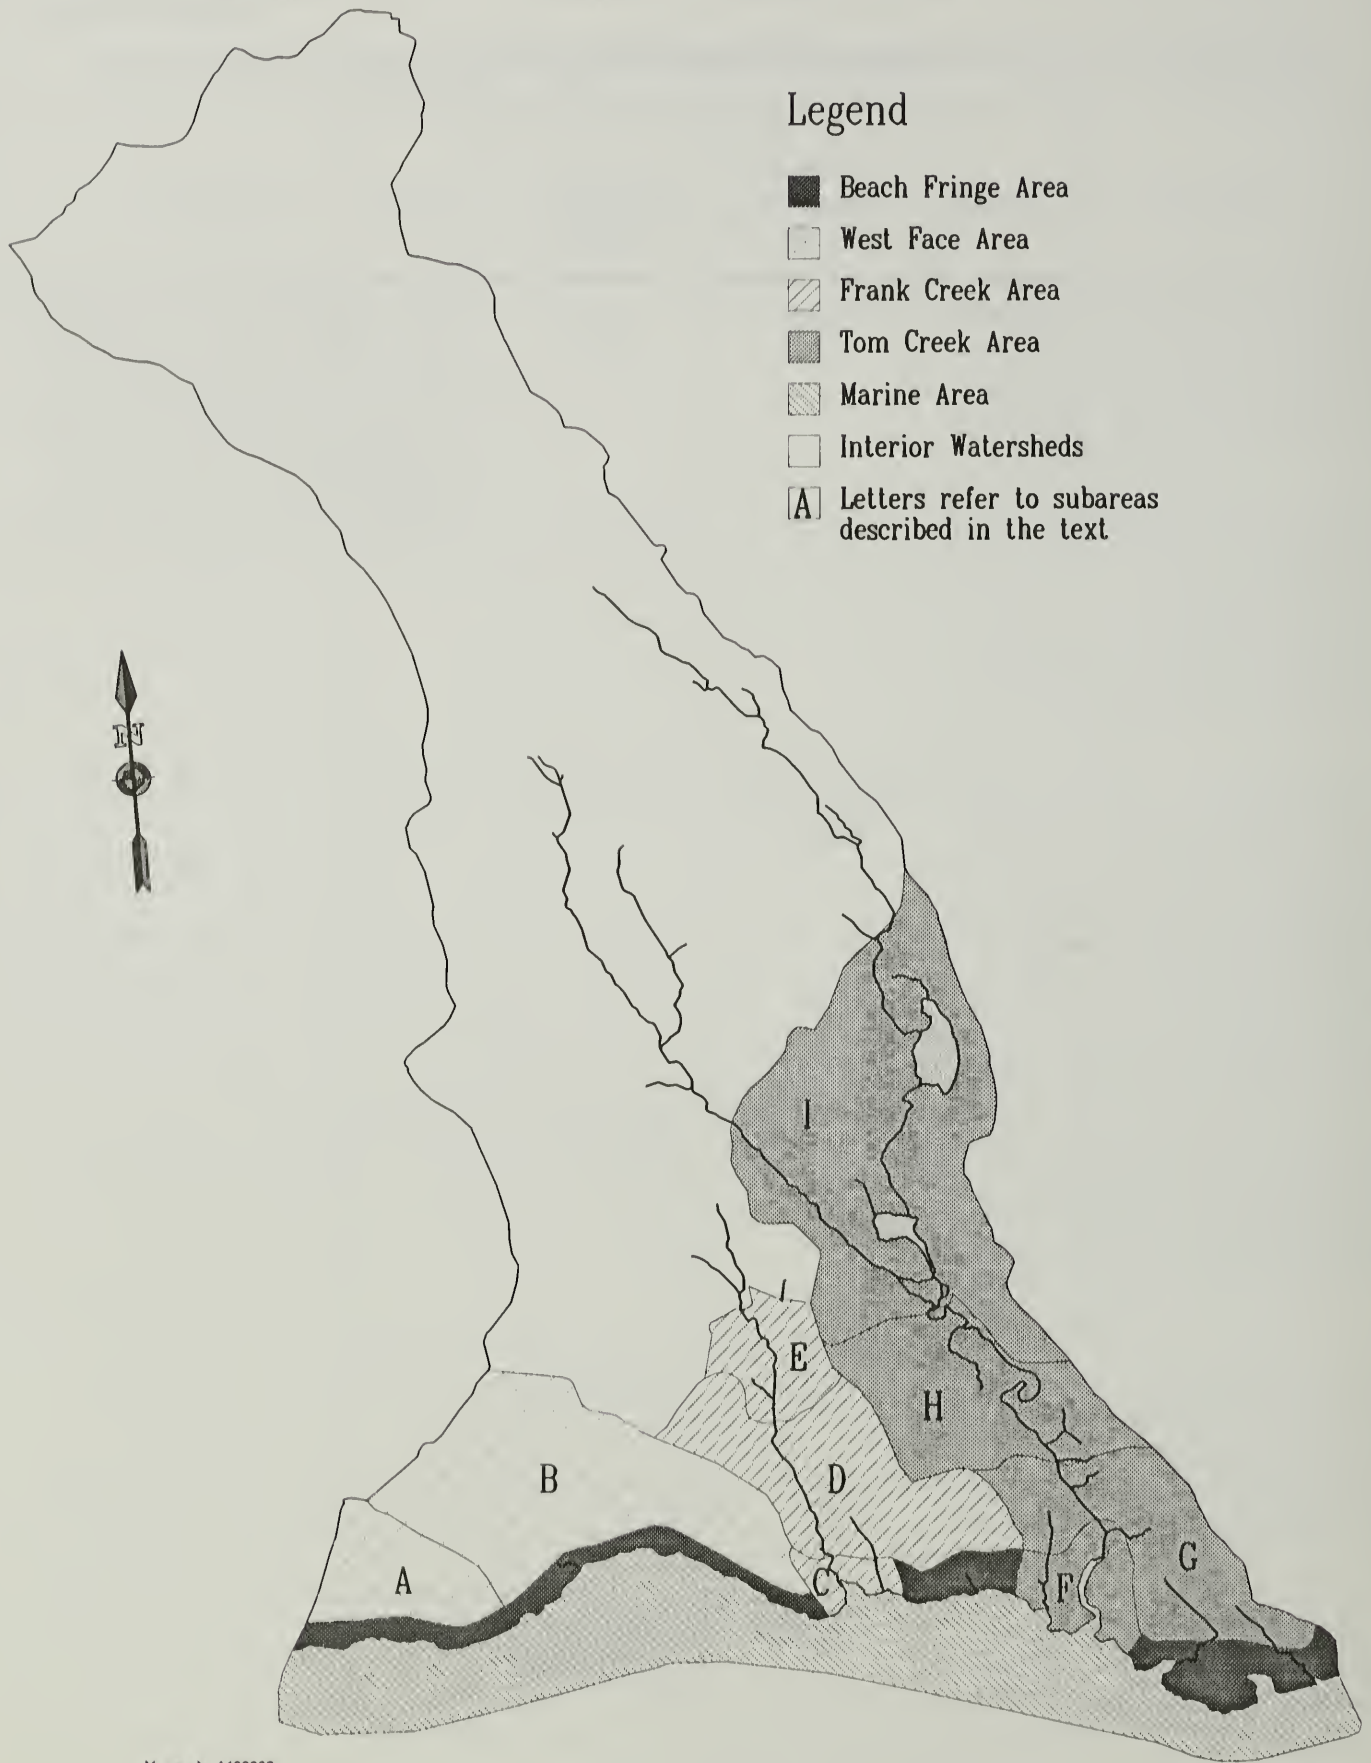 Legend
Beach Fringe Area
West Face Area
Frank Creek Area
Tom Creek Area
Marine Area
Interior Watersheds
A Letters refer to subareas
described in the text
N
I
E
H
D
B
G
A
C
F